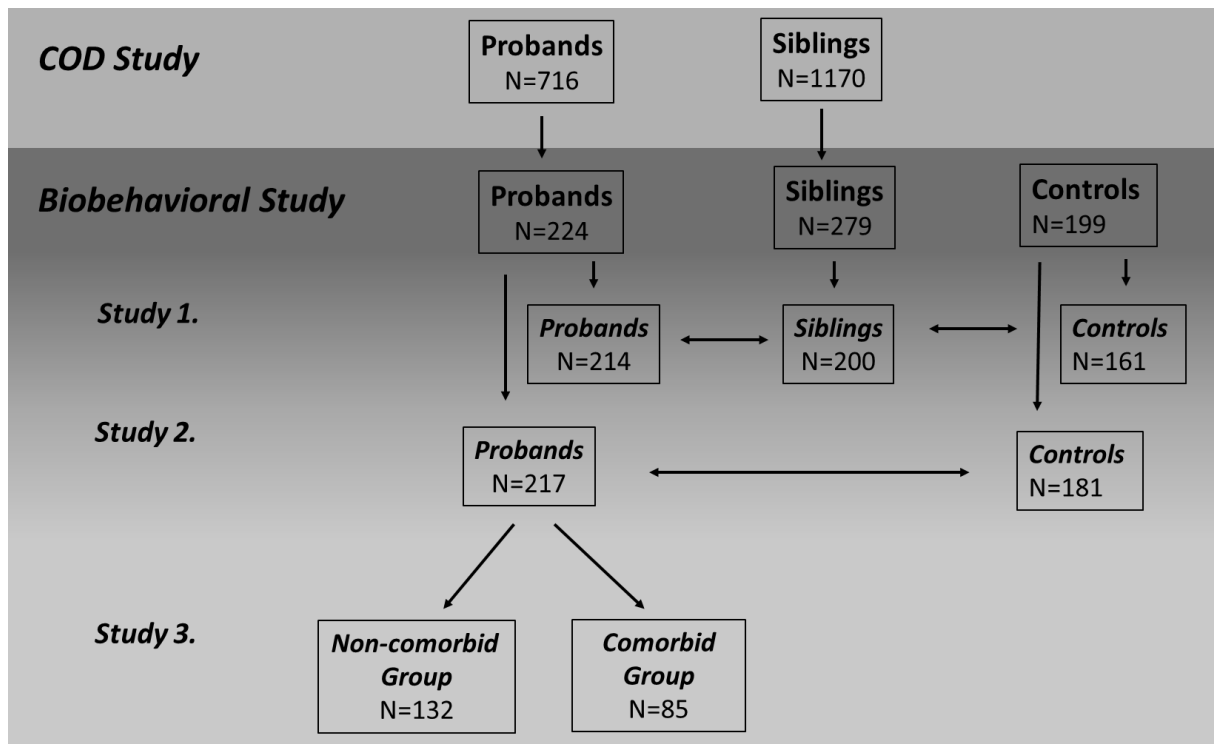 COD Study
Probands
N=716
Siblings
N=1170
Biobehavioral Study
Probands
N=224
Siblings
N=279
Controls
N=199
Study 1.
Probands
N=214
Siblings
N=200
Controls
N=161
Study 2.
Probands
N=217
Controls
N=181
Study 3.
Non-comorbid
Group
N=132
Comorbid
Group
N=85